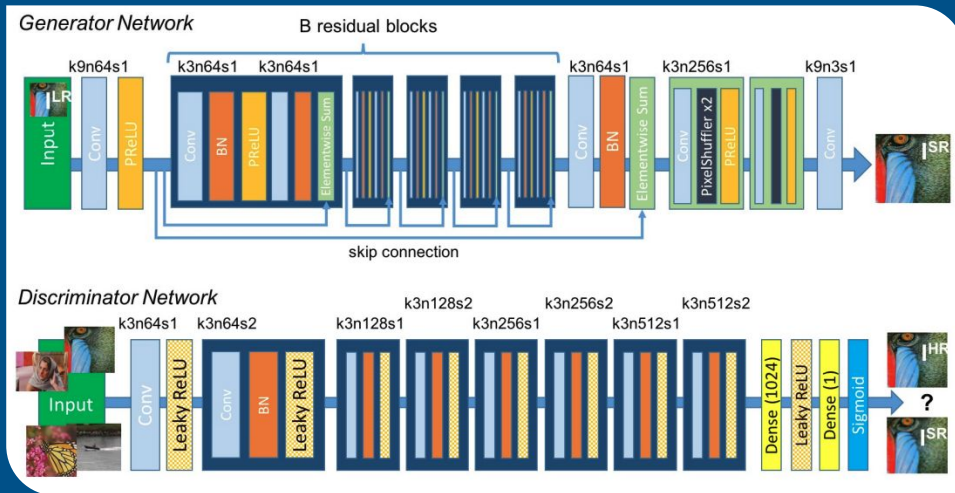 Generator Network
B residual blocks
k9n64s1
k3n64s1
k3n64s1
k3n64s1
k3n256s1
k9n3s1
I LR
Input
Conv
PReLU
Conv
BN
PReLU
Elementwise Sum
Conv
BN
Elementwise Sum
Conv
PixelShuffler x2
PReLU
Conv
I SR
skip connection
Discriminator Network
k3n64s1
k3n64s2
k3n128s1
k3n128s2
k3n256s1
k3n256s2
k3n512s1
k3n512s2
Input
Conv
Leaky ReLU
Conv
BN
Leaky ReLU
Dense (1024)
Leaky ReLU
Dense (1)
Sigmoid
I HR
?
I SR